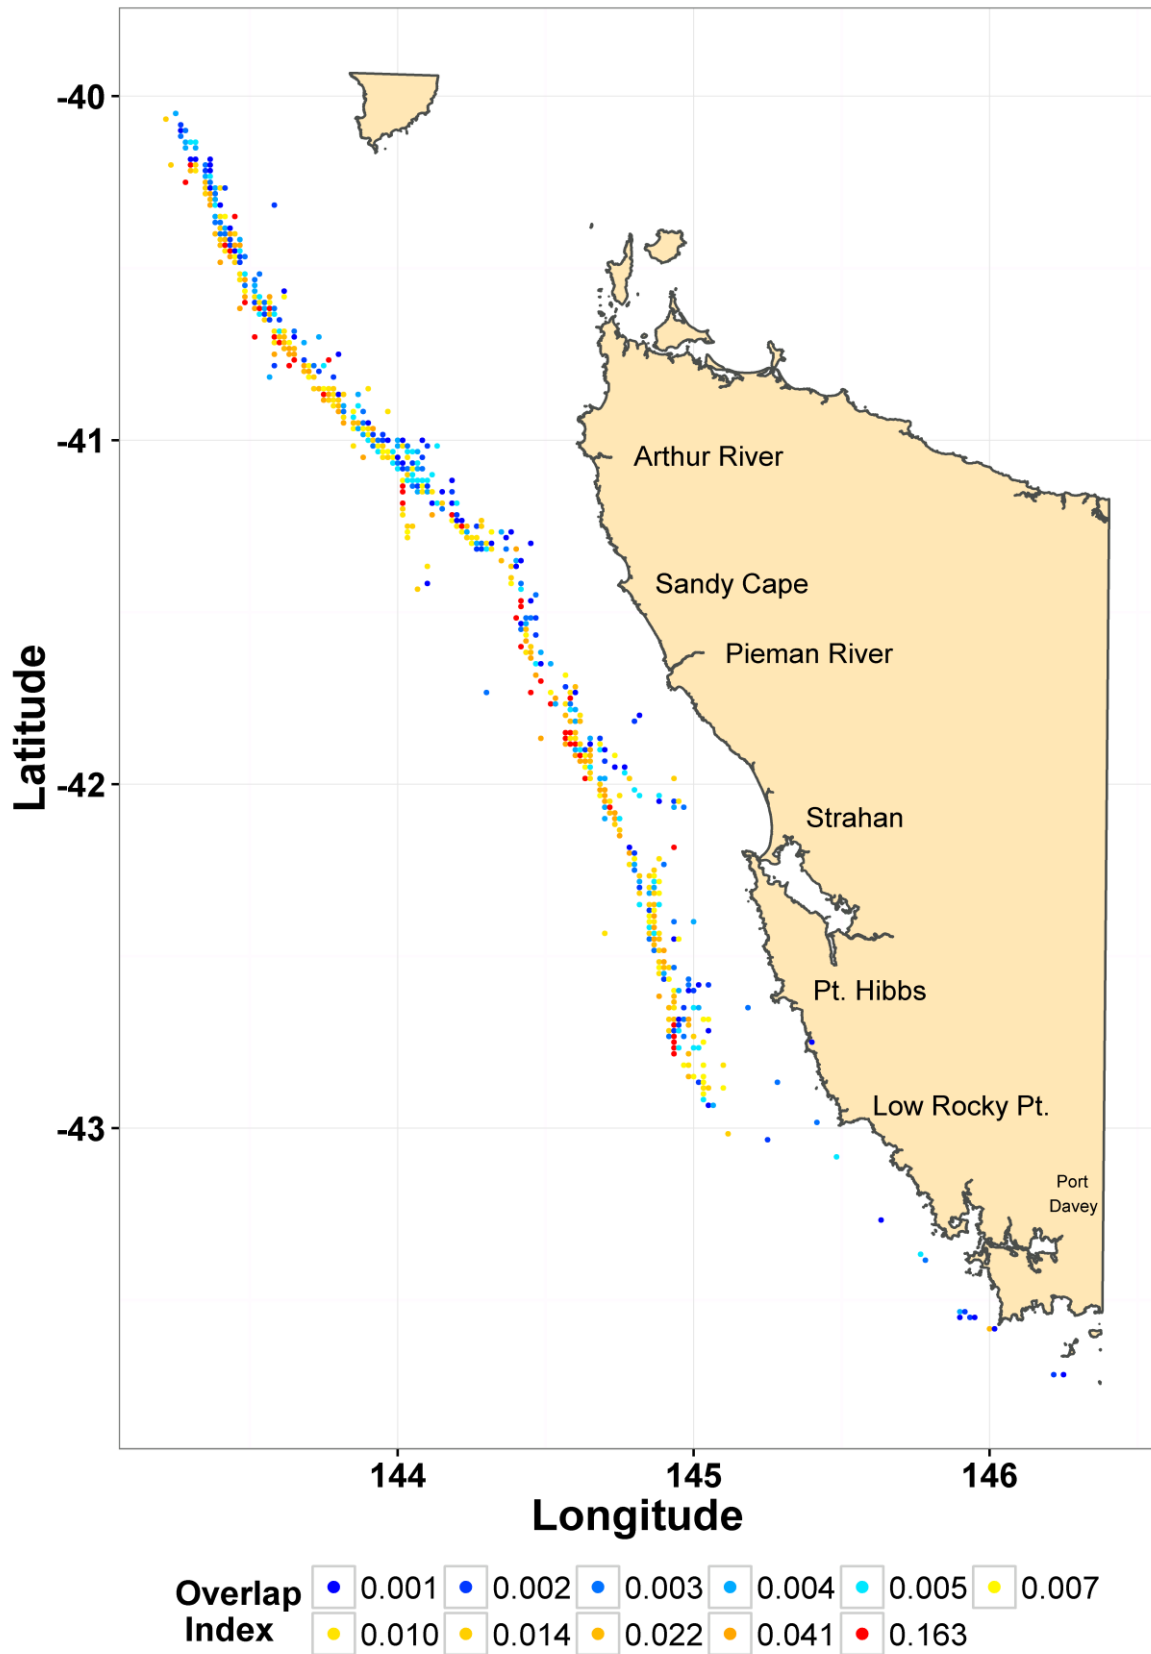 -40
-41
Arthur River
Sandy Cape
Pieman River
Latitude
-42
Strahan
Pt. Hibbs
Low Rocky Pt.
-43
Port
Davey
144 145 146
Longitude
Overlap 0.001 0.002 0.003 0.004 0.005 0.007
Index 0.010 0.014 0.022 0.041 0.163